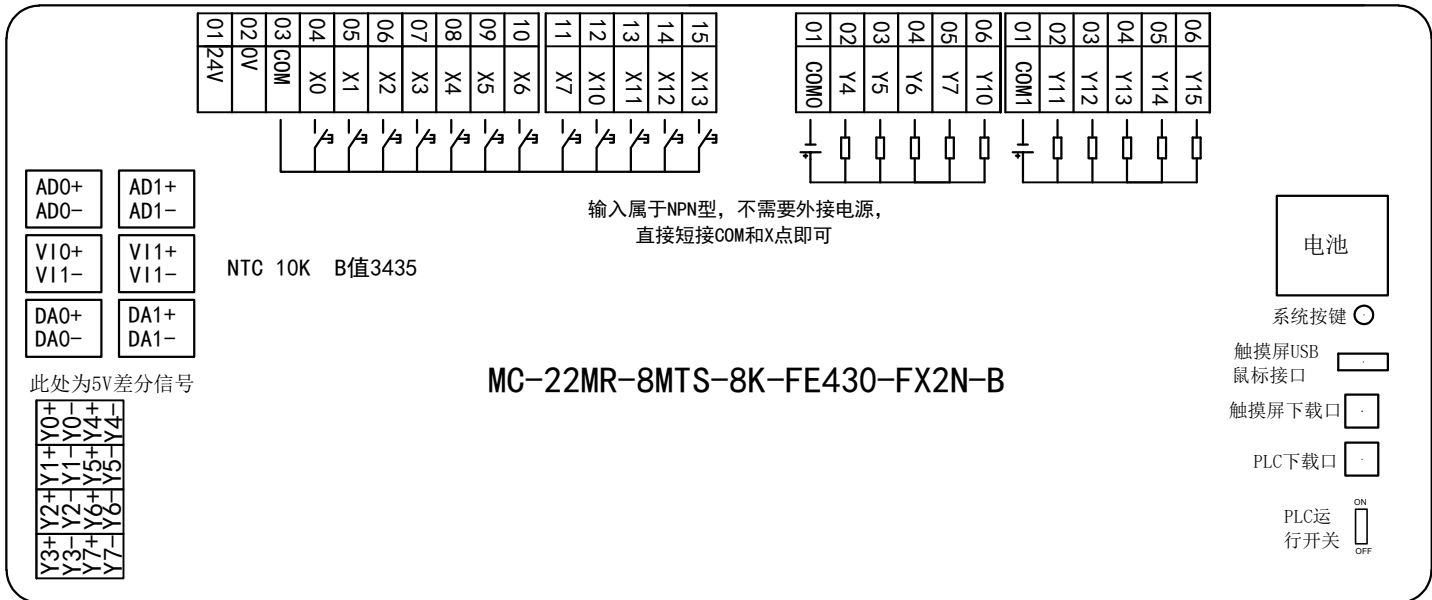 01 02 03 04 05 06 07 08 09 10 11 12 13 14 15
24V 0V COM X0 X1 X2 X3 X4 X5 X6 X7 X10 X11 X12 X13
01 02 03 04 05 06 01 02 03 04 05 06
COM0 Y4 Y5 Y6 Y7 Y10 COM1 Y11 Y12 Y13 Y14 Y15
AD0+ AD1+
AD0- AD1-
输入属于NPN型，不需要外接电源，
直接短接COM和X点即可
VI0+ VI1+
VI1- VI1-
NTC 10K B值3435
电池
DA0+ DA1+
DA0- DA1-
系统按键
触摸屏USB
鼠标接口
此处为5V差分信号
MC-22MR-8MTS-8K-FE430-FX2N-B
触摸屏下载口
Y0+ Y0- Y4+ Y4-
Y1+ Y1- Y5+ Y5-
Y2+ Y2- Y6+ Y6-
Y3+ Y3- Y7+ Y7-
PLC下载口
ON
PLC运
行开关
OFF